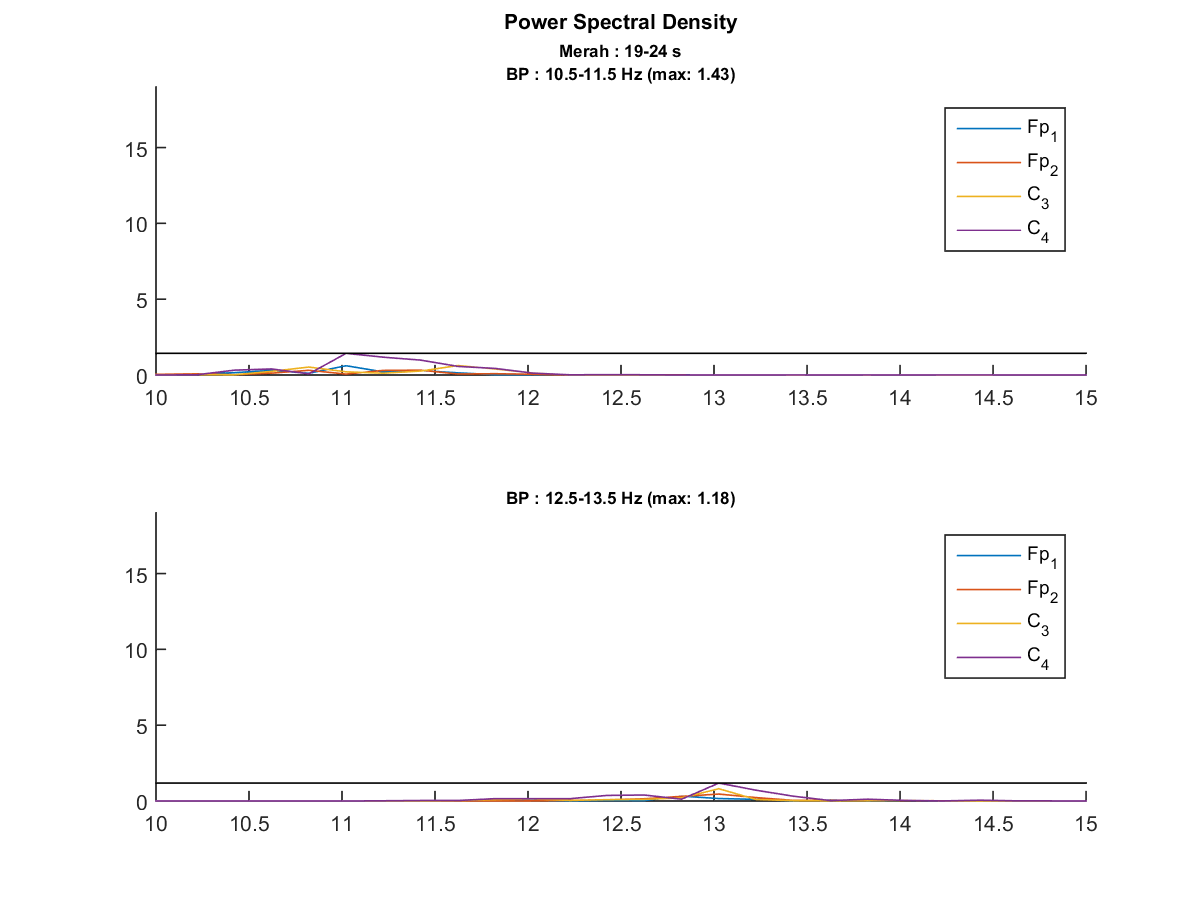 Power Spectral Density
Merah : 19-24 s
BP : 10.5-11.5 Hz (max: 1.43)
15
10
5
0
10 10.5 11 11.5 12 12.5 13 13.5 14 14.5 15
Fp1
Fp2
C3
C4
BP : 12.5-13.5 Hz (max: 1.18)
15
10
5
0
10 10.5 11 11.5 12 12.5 13 13.5 14 14.5 15
Fp1
Fp2
C3
C4